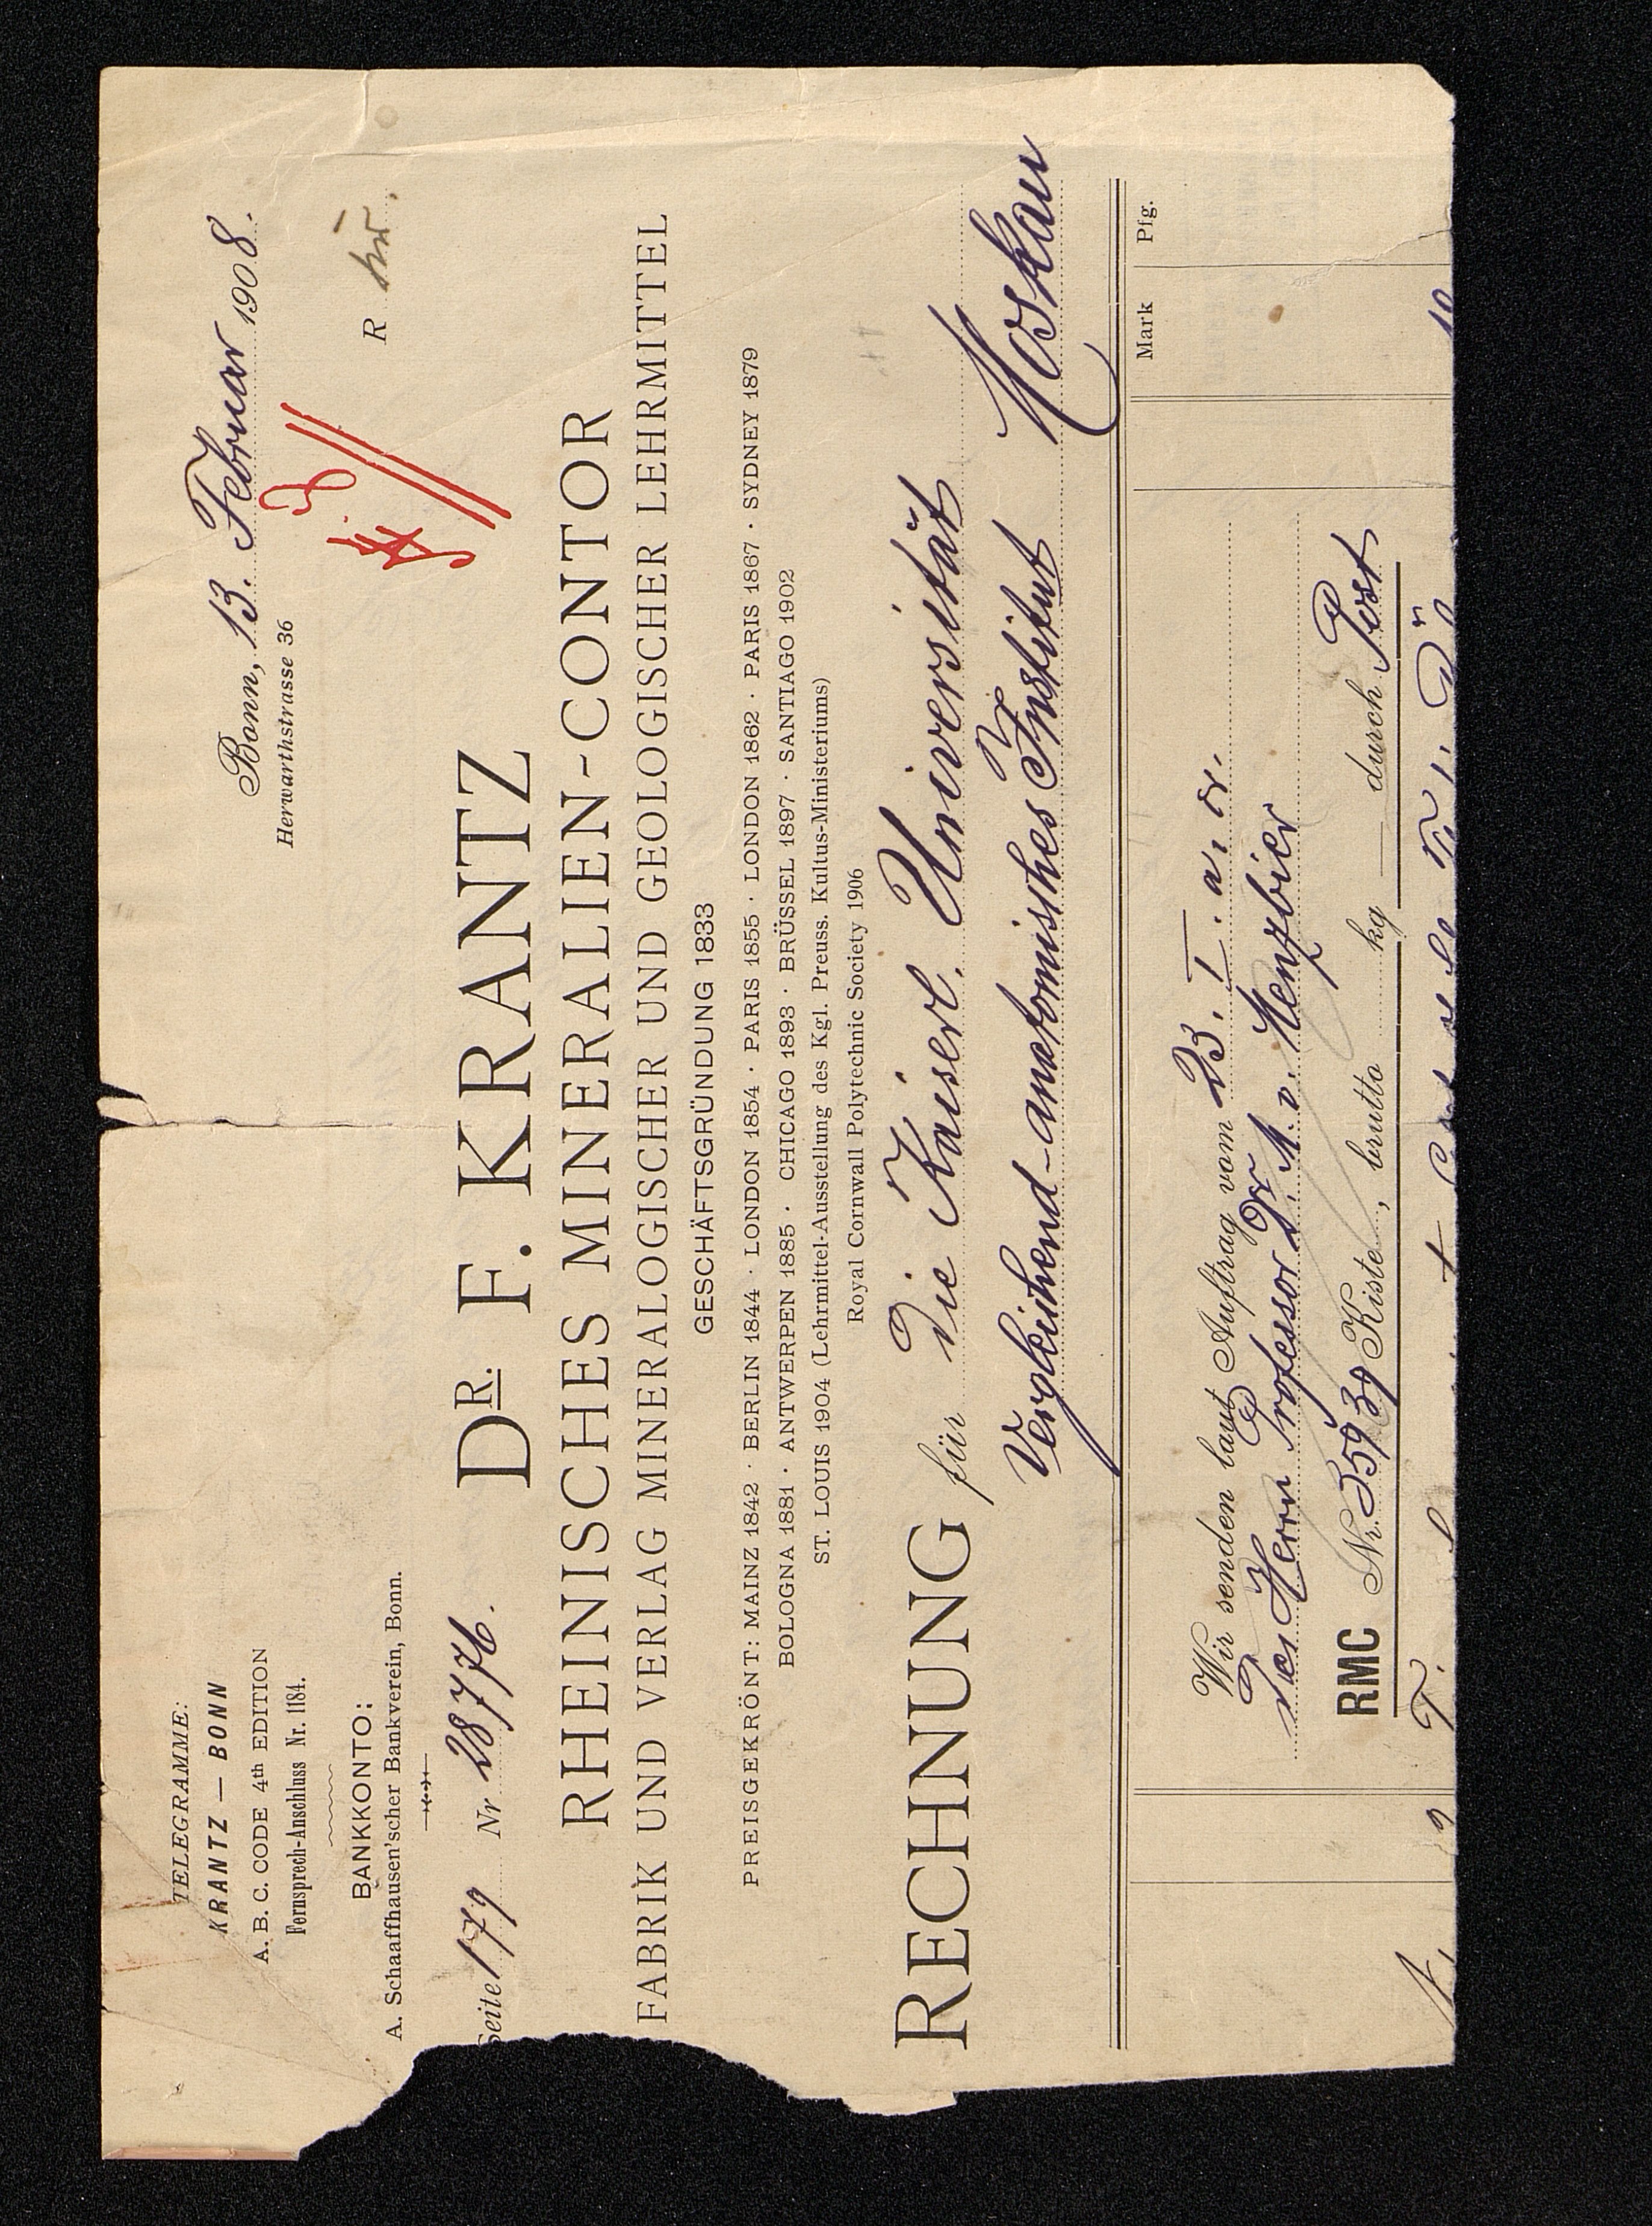 TELEGRAMME:
KRANTZ — BONN
A. B. C. CODE 4th EDITION
Fernsprech-Anschluss Nr. 1184.
BANKKONTO:
A. Schaaffhausen'scher Bankverein, Bonn.
Bonn, 13. Februar 1908.
Herwarthstrasse 36
R
Seite 179 Nr 28776.
DR. F. KRANTZ
RHEINISCHES MINERALIEN-CONTOR
FABRIK UND VERLAG MINERALOGISCHER UND GEOLOGISCHER LEHRMITTEL
GESCHÄFTSGRÜNDUNG 1833
PREISGEKRÖNT: MAINZ 1842 · BERLIN 1844 · LONDON 1854 · PARIS 1855 · LONDON 1862 · PARIS 1867 · SYDNEY 1879
BOLOGNA 1881 · ANTWERPEN 1885 · CHICAGO 1893 · BRÜSSEL 1897 · SANTIAGO 1902
ST. LOUIS 1904 (Lehrmittel-Ausstellung des Kgl. Preuss. Kultus-Ministeriums)
Royal Cornwall Polytechnic Society 1906
RECHNUNG für Die Kaiserl. Universität
Vergleichend-anatomisches Institut Moskau
Mark Pfg.
Wir senden laut Auftrag vom 23. I. a. cr.
des Herrn Professor Dr. M. v. Menzbier
RMC Nr. 35939 Kiste, brutto kg — durch Post